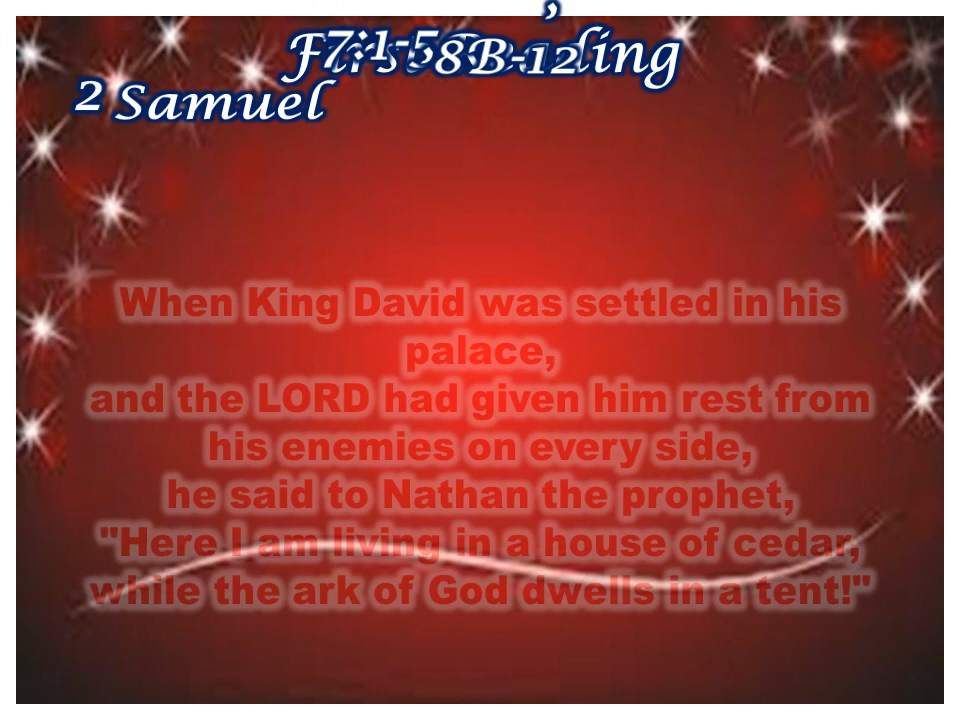 ,
First Reading
7:1-5
8B-12
2 Samuel
When King David was settled in his
palace,
and the LORD had given him rest from
his enemies on every side,
he said to Nathan the prophet,
"Here I am living in a house of cedar,
while the ark of God dwells in a tent!"